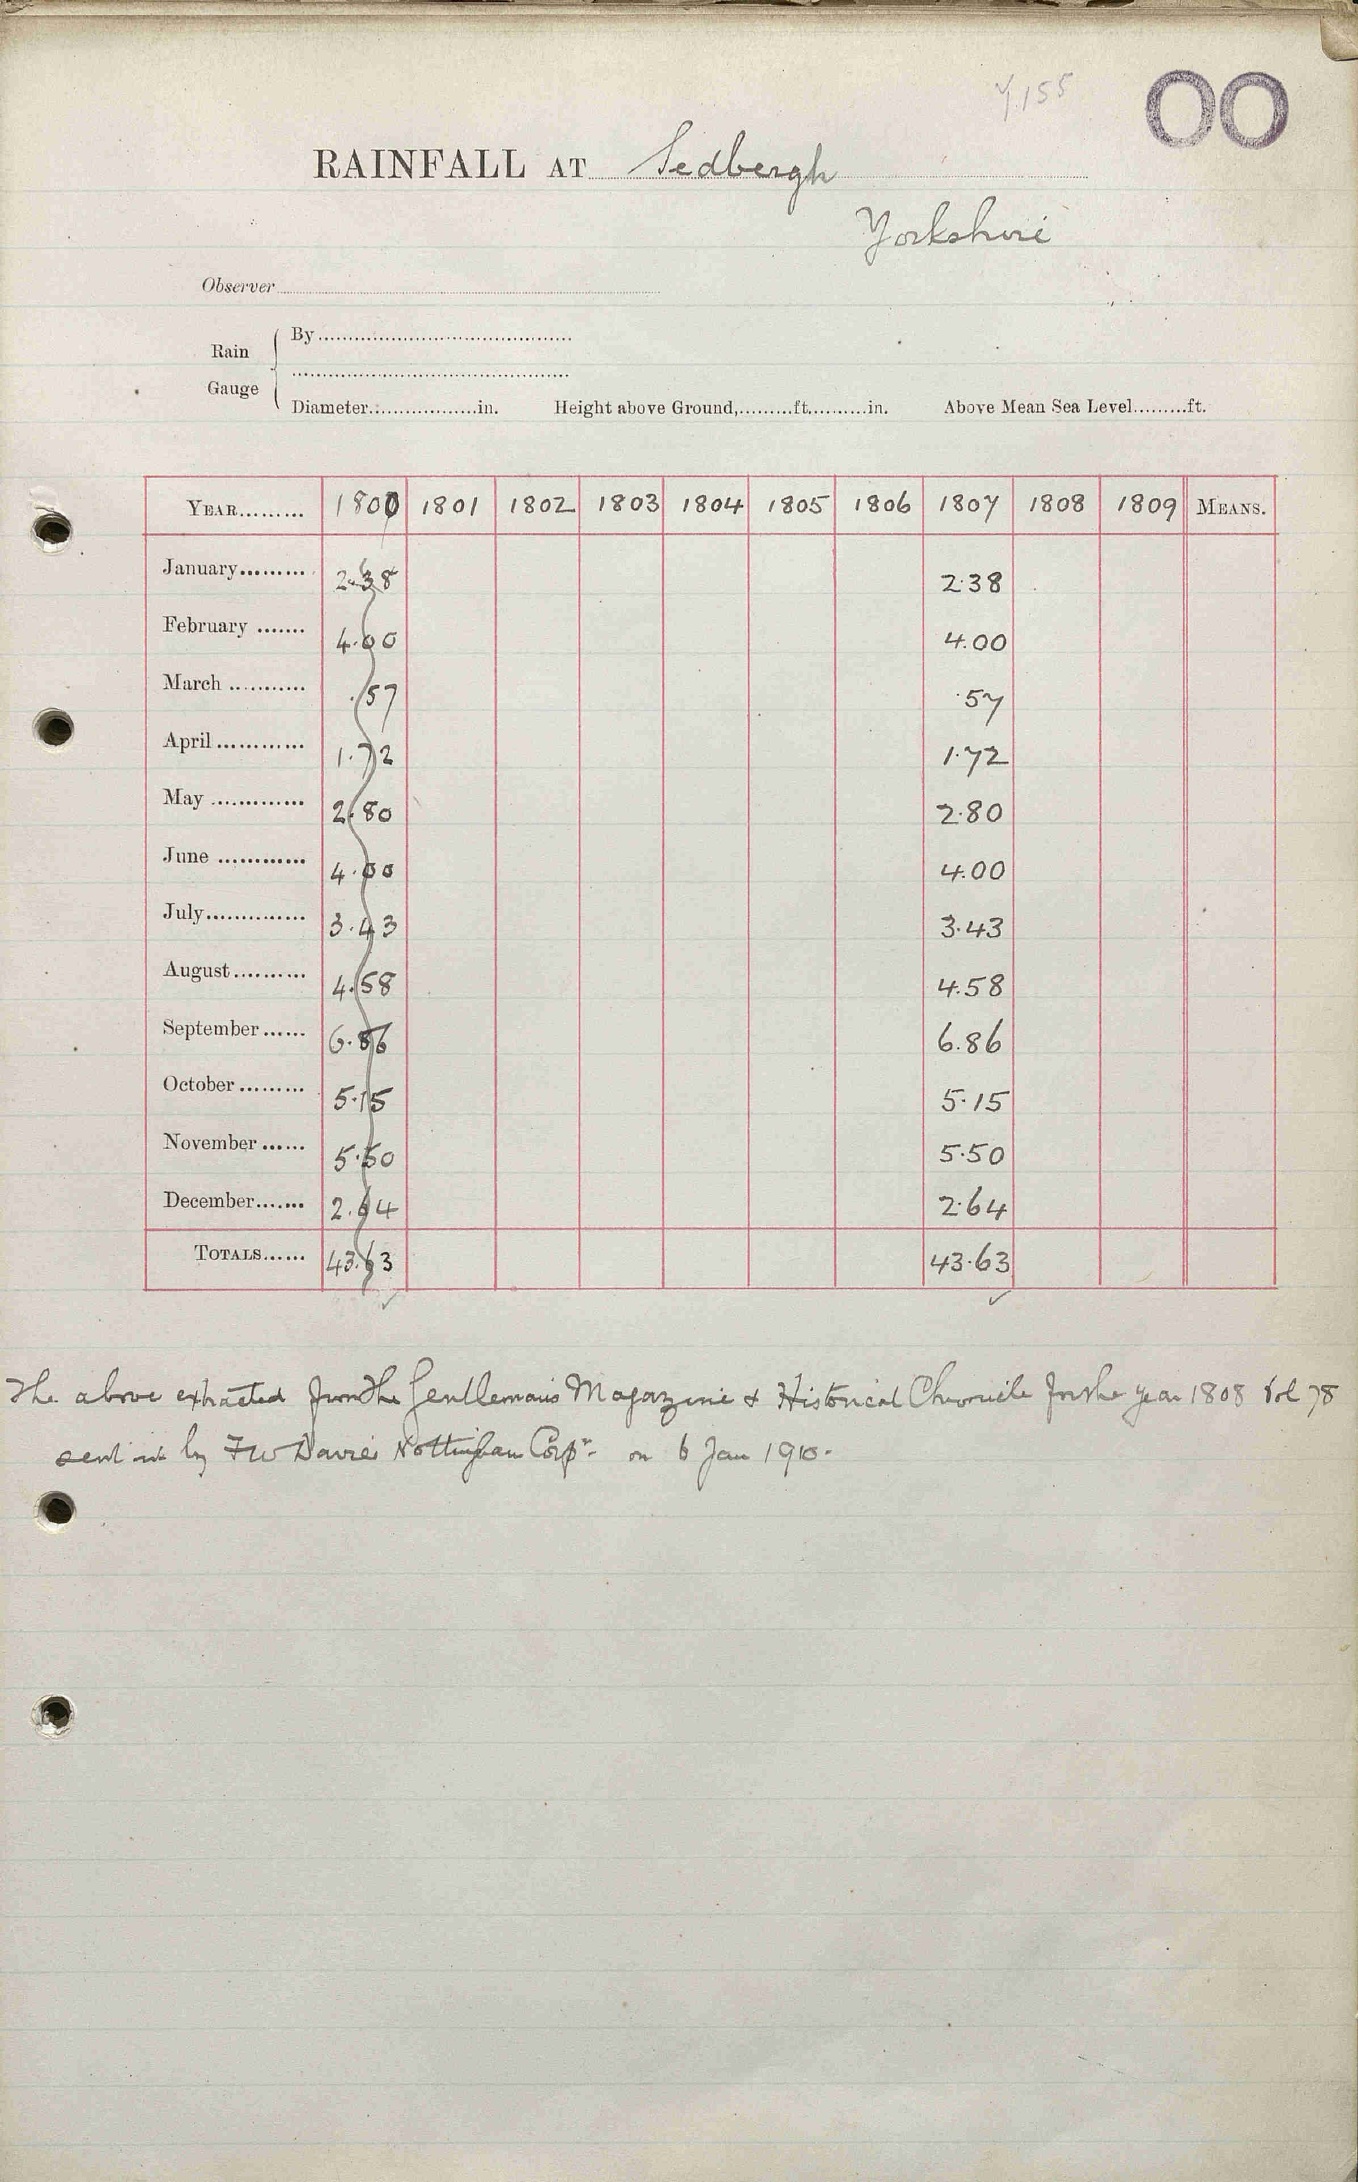 Y.155
OO
RAINFALL AT Sedbergh
Yorkshire
Observer
Rain Gauge
By
Diameter in. Height above Ground, ft. in. Above Mean Sea Level ft.
YEAR 1800 1801 1802 1803 1804 1805 1806 1807 1808 1809 MEANS.
January 2.38 2.38
February 4.00 4.00
March .57 .57
April 1.72 1.72
May 2.80 2.80
June 4.00 4.00
July 3.43 3.43
August 4.58 4.58
September 6.86 6.86
October 5.15 5.15
November 5.50 5.50
December 2.64 2.64
TOTALS 43.63 43.63
The above extracted from the Gentleman's Magazine & Historical Chronicle for the year 1808 Vol 78
sent in by FW Davies Nottingham Corpn. on 6 Jan 1910.